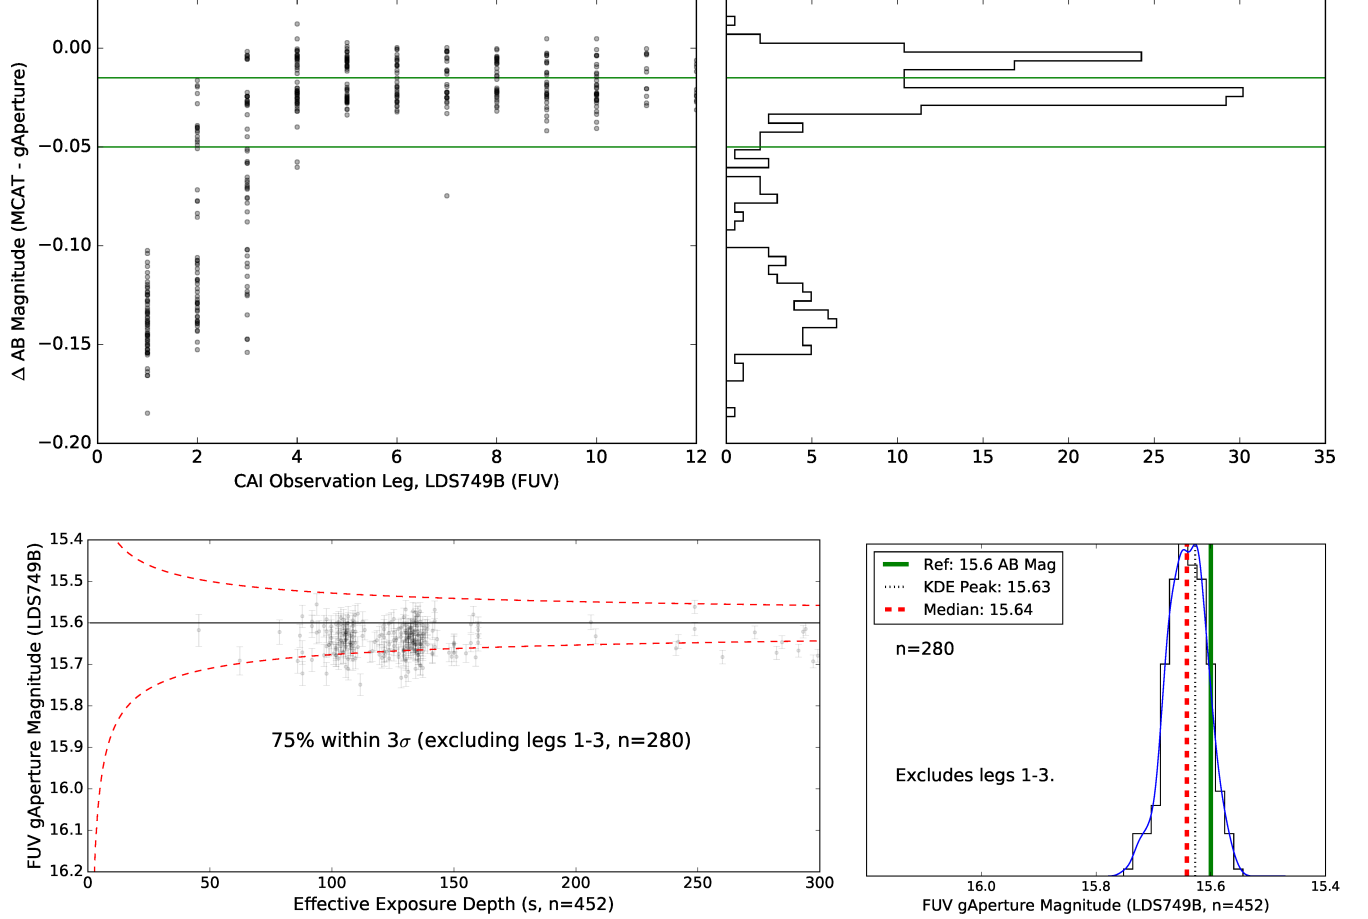 Δ AB Magnitude (MCAT - gAperture)
0.00
−0.05
−0.10
−0.15
−0.20
0 2 4 6 8 10 12
CAI Observation Leg, LDS749B (FUV)
0 5 10 15 20 25 30 35
FUV gAperture Magnitude (LDS749B)
15.4
15.5
15.6
15.7
15.8
15.9
16.0
16.1
16.2
75% within 3σ (excluding legs 1-3, n=280)
0 50 100 150 200 250 300
Effective Exposure Depth (s, n=452)
Ref: 15.6 AB Mag
KDE Peak: 15.63
Median: 15.64
n=280
Excludes legs 1-3.
16.0 15.8 15.6 15.4
FUV gAperture Magnitude (LDS749B, n=452)